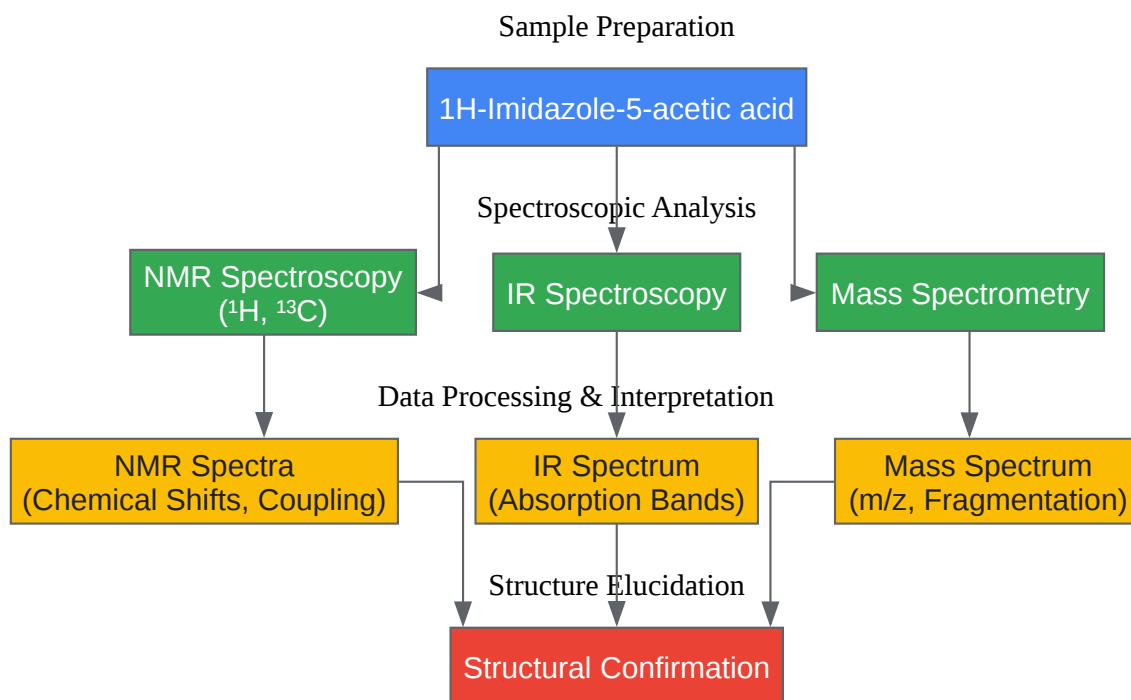 Sample Preparation
1H-Imidazole-5-acetic acid
Spectroscopic Analysis
NMR Spectroscopy
(¹H, ¹³C)
IR Spectroscopy
Mass Spectrometry
Data Processing & Interpretation
NMR Spectra
(Chemical Shifts, Coupling)
IR Spectrum
(Absorption Bands)
Mass Spectrum
(m/z, Fragmentation)
Structure Elucidation
Structural Confirmation